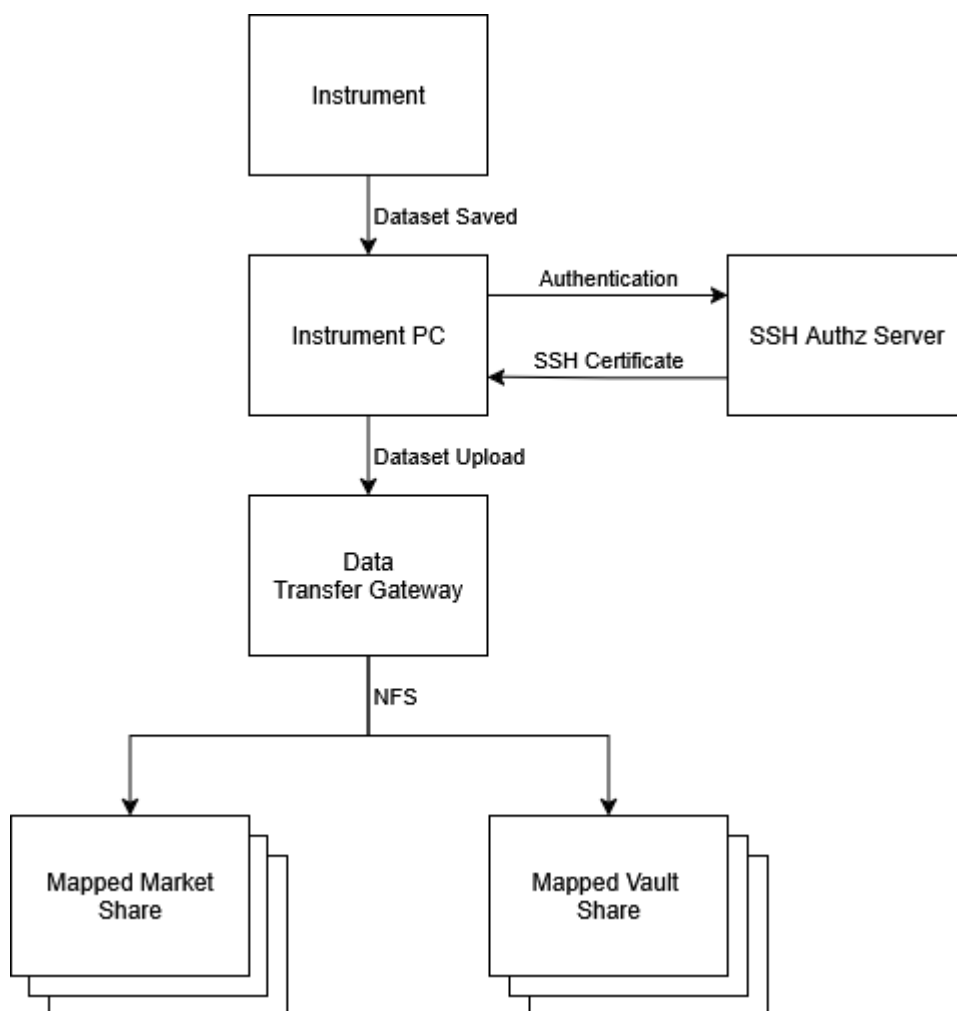 Instrument
Dataset Saved
Authentication
Instrument PC
SSH Authz Server
SSH Certificate
Dataset Upload
Data
Transfer Gateway
NFS
Mapped Market
Share
Mapped Vault
Share